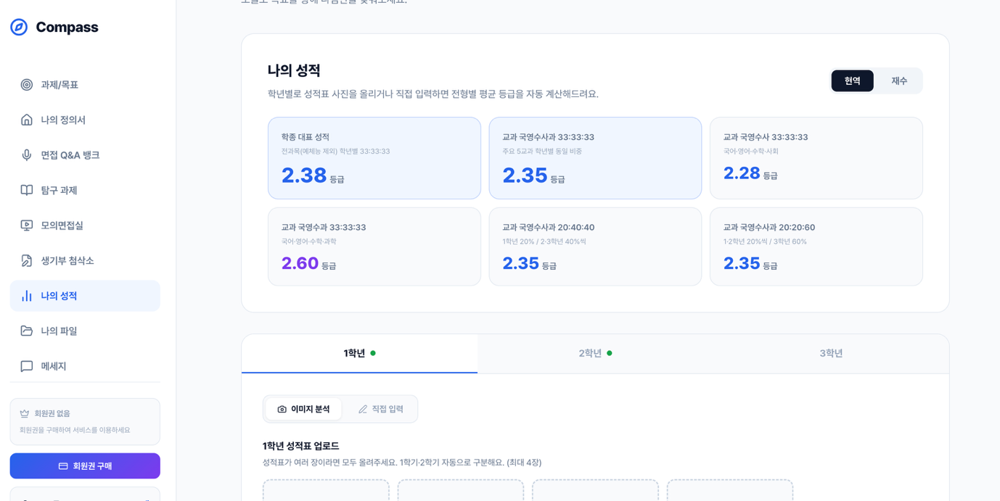 Compass
과제/목표
나의 정의서
면접 Q&A 뱅크
탐구 과제
모의면접실
생기부 첨삭소
나의 성적
나의 파일
메세지
회원권 없음
회원권을 구매하여 서비스를 이용하세요
회원권 구매
나의 성적
학년별로 성적표 사진을 올리거나 직접 입력하면 전형별 평균 등급을 자동 계산해드려요.
현역
재수
학종 대표 성적
전과목(예체능 제외) 학년별 33:33:33
2.38 등급
교과 국영수사과 33:33:33
주요 5교과 학년별 동일 비중
2.35 등급
교과 국영수사 33:33:33
국어·영어·수학·사회
2.28 등급
교과 국영수과 33:33:33
국어·영어·수학·과학
2.60 등급
교과 국영수사과 20:40:40
1학년 20% / 2·3학년 40%씩
2.35 등급
교과 국영수사과 20:20:60
1·2학년 20%씩 / 3학년 60%
2.35 등급
1학년
2학년
3학년
이미지 분석
직접 입력
1학년 성적표 업로드
성적표가 여러 장이라면 모두 올려주세요. 1학기·2학기 자동으로 구분해요. (최대 4장)